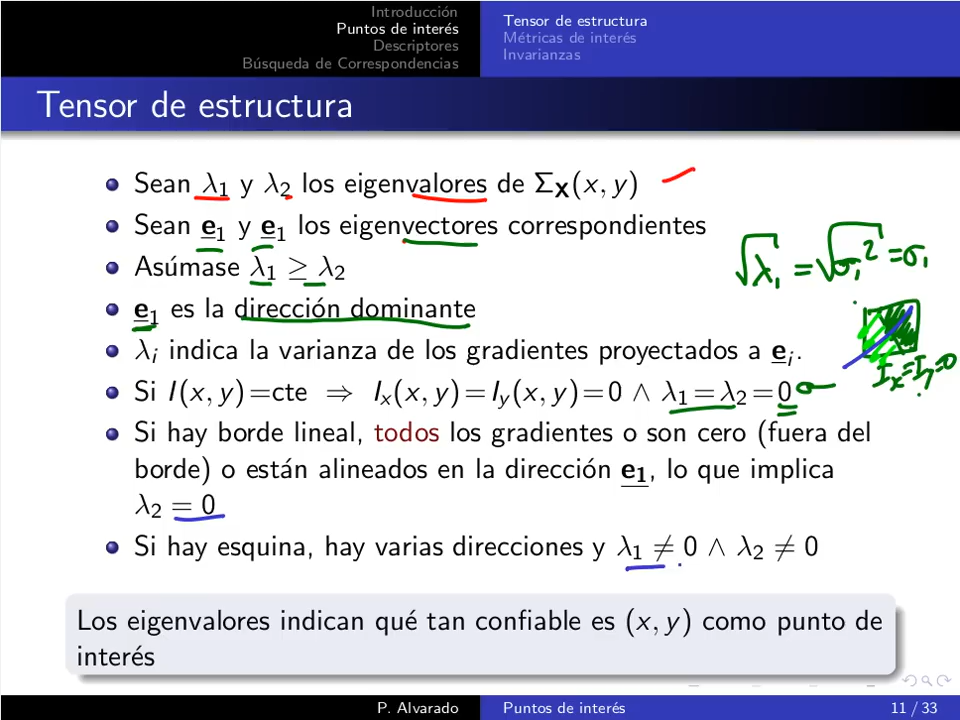 Introducción
Puntos de interés
Descriptores
Búsqueda de Correspondencias
Tensor de estructura
Métricas de interés
Invarianzas
Tensor de estructura
Sean λ₁ y λ₂ los eigenvalores de Σ_X(x, y)
Sean e₁ y e₁ los eigenvectores correspondientes
Asúmase λ₁ ≥ λ₂
e₁ es la dirección dominante
λᵢ indica la varianza de los gradientes proyectados a eᵢ.
Si I(x, y)=cte ⇒ Iₓ(x, y)=I_y(x, y)=0 ∧ λ₁=λ₂=0
Si hay borde lineal, todos los gradientes o son cero (fuera del
borde) o están alineados en la dirección e₁, lo que implica
λ₂ = 0
Si hay esquina, hay varias direcciones y λ₁ ≠ 0 ∧ λ₂ ≠ 0
√λ₁ = √σ₁² = σ₁
Iₓ=I_y=0
Los eigenvalores indican qué tan confiable es (x, y) como punto de
interés
P. Alvarado
Puntos de interés
11 / 33